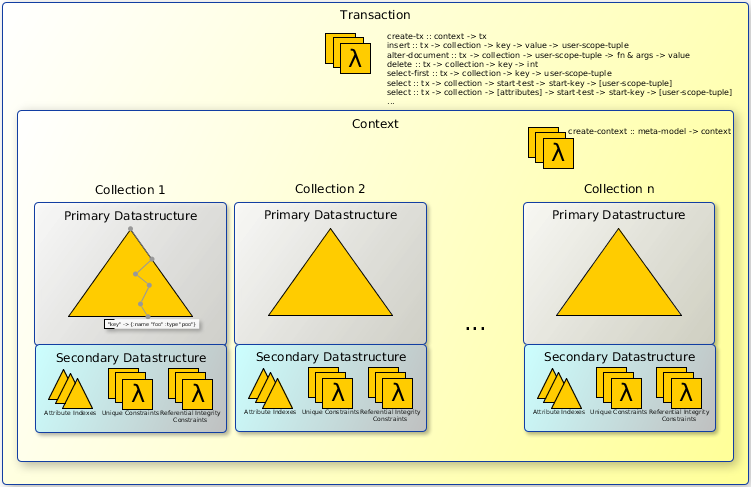 Transaction
λ
create-tx :: context -> tx
insert :: tx -> collection -> key -> value -> user-scope-tuple
alter-document :: tx -> collection -> user-scope-tuple -> fn & args -> value
delete :: tx -> collection -> key -> int
select-first :: tx -> collection -> key -> user-scope-tuple
select :: tx -> collection -> start-test -> start-key -> [user-scope-tuple]
select :: tx -> collection -> [attributes] -> start-test -> start-key -> [user-scope-tuple]
...
Context
λ
create-context :: meta-model -> context
Collection 1
Primary Datastructure
"key" -> {:name "foo" :type "poo"}
Secondary Datastructure
λ
λ
Attribute Indexes
Unique Constraints
Referential Integrity
Constraints
Collection 2
Primary Datastructure
Secondary Datastructure
λ
λ
Attribute Indexes
Unique Constraints
Referential Integrity
Constraints
...
Collection n
Primary Datastructure
Secondary Datastructure
λ
λ
Attribute Indexes
Unique Constraints
Referential Integrity
Constraints